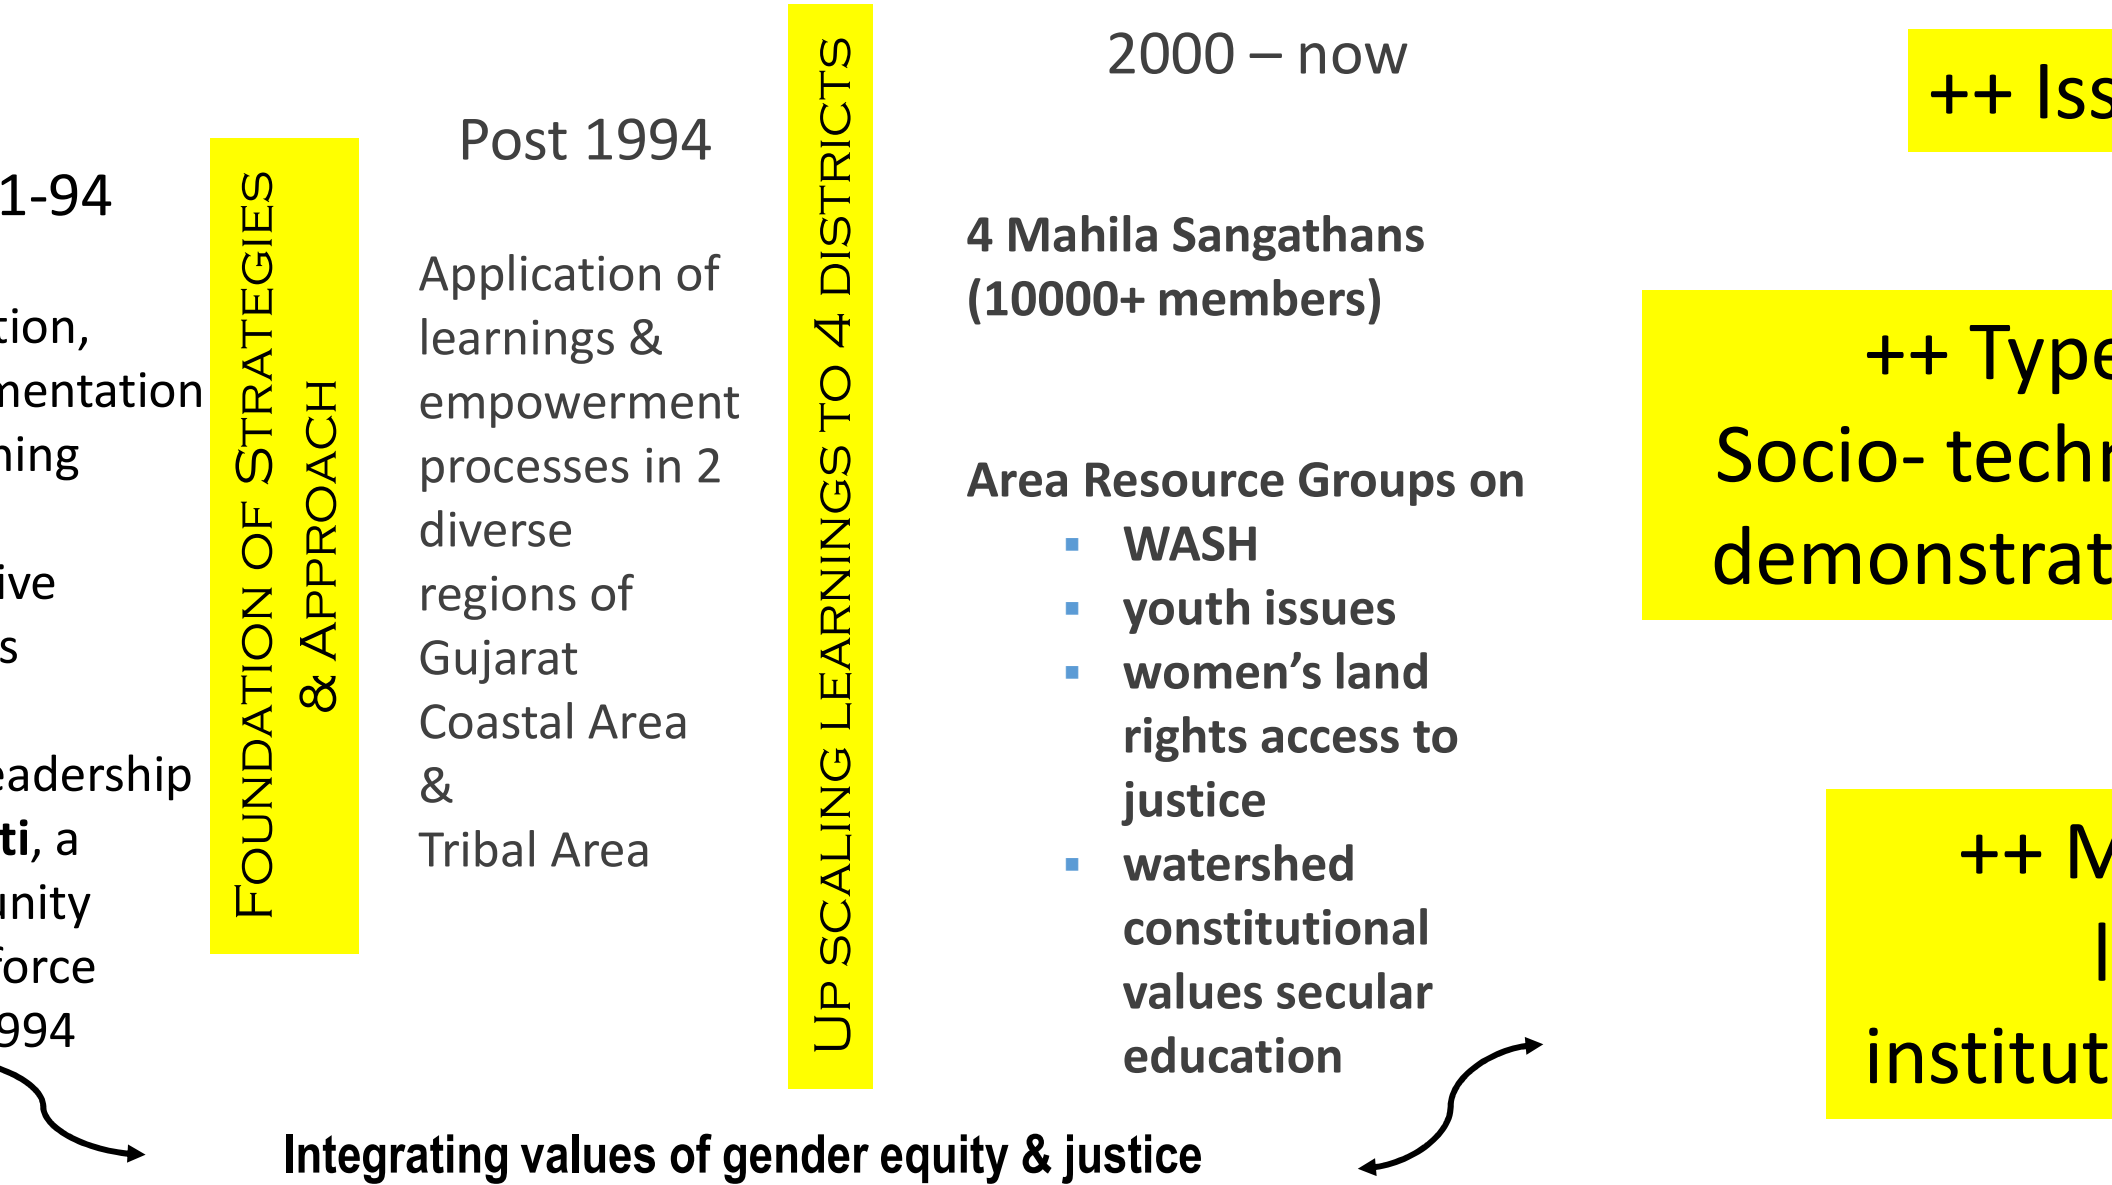 1-94
tion,
mentation
ning
ive
s
eadership
ti, a
unity
force
994
FOUNDATION OF STRATEGIES
& APPROACH
Post 1994
Application of
learnings &
empowerment
processes in 2
diverse
regions of
Gujarat
Coastal Area
&
Tribal Area
UP SCALING LEARNINGS TO 4 DISTRICTS
2000 – now
4 Mahila Sangathans
(10000+ members)
Area Resource Groups on
▪ WASH
▪ youth issues
▪ women’s land
rights access to
justice
▪ watershed
constitutional
values secular
education
++ Iss
++ Type
Socio- techn
demonstrat
++ M
l
institut
Integrating values of gender equity & justice